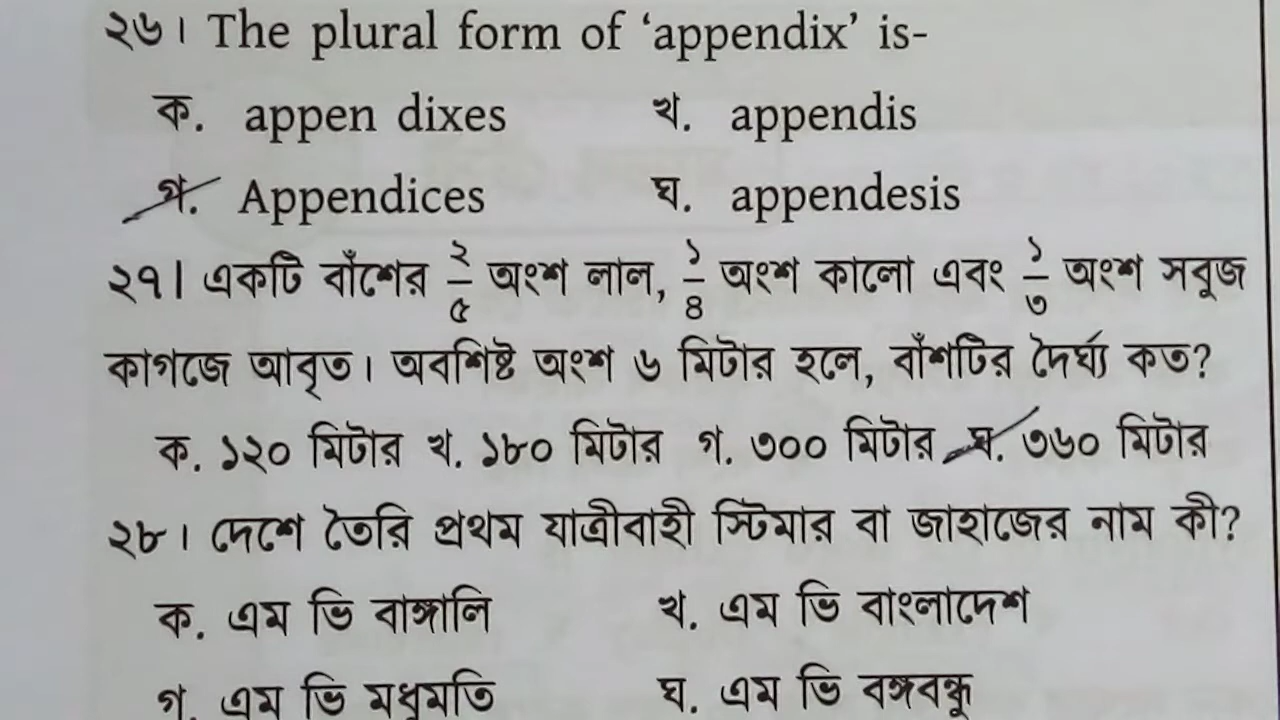 ২৬। The plural form of ‘appendix’ is-
ক. appen dixes খ. appendis
গ. Appendices ঘ. appendesis
২৭। একটি বাঁশের ২/৫ অংশ লাল, ১/৪ অংশ কালো এবং ১/৩ অংশ সবুজ
কাগজে আবৃত। অবশিষ্ট অংশ ৬ মিটার হলে, বাঁশটির দৈর্ঘ্য কত?
ক. ১২০ মিটার খ. ১৮০ মিটার গ. ৩০০ মিটার ঘ. ৩৬০ মিটার
২৮। দেশে তৈরি প্রথম যাত্রীবাহী স্টিমার বা জাহাজের নাম কী?
ক. এম ভি বাঙ্গালি খ. এম ভি বাংলাদেশ
গ. এম ভি মধুমতি ঘ. এম ভি বঙ্গবন্ধু